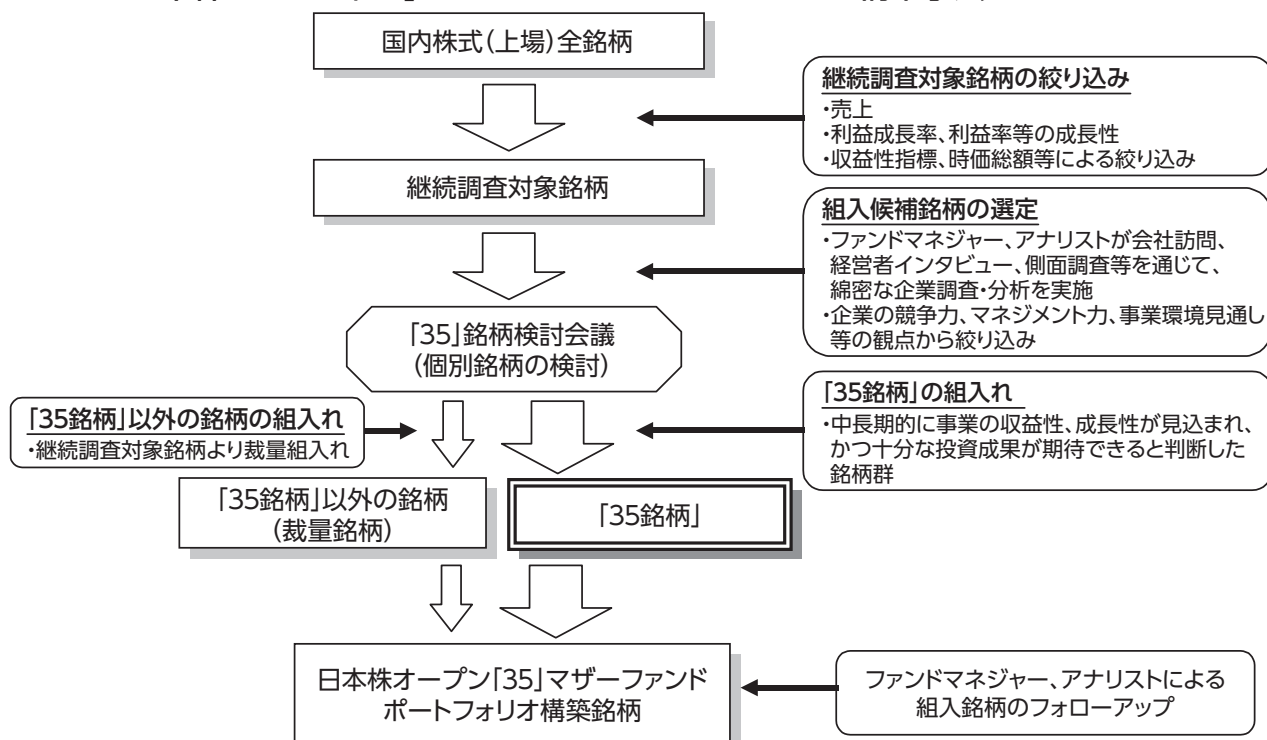 国内株式(上場)全銘柄
継続調査対象銘柄の絞り込み
・売上
・利益成長率、利益率等の成長性
・収益性指標、時価総額等による絞り込み
継続調査対象銘柄
組入候補銘柄の選定
・ファンドマネジャー、アナリストが会社訪問、
経営者インタビュー、側面調査等を通じて、
綿密な企業調査・分析を実施
・企業の競争力、マネジメント力、事業環境見通し
等の観点から絞り込み
「35」銘柄検討会議
(個別銘柄の検討)
「35銘柄」以外の銘柄の組入れ
・継続調査対象銘柄より裁量組入れ
「35銘柄」の組入れ
・中長期的に事業の収益性、成長性が見込まれ、
かつ十分な投資成果が期待できると判断した
銘柄群
「35銘柄」以外の銘柄
(裁量銘柄)
「35銘柄」
日本株オープン「35」マザーファンド
ポートフォリオ構築銘柄
ファンドマネジャー、アナリストによる
組入銘柄のフォローアップ